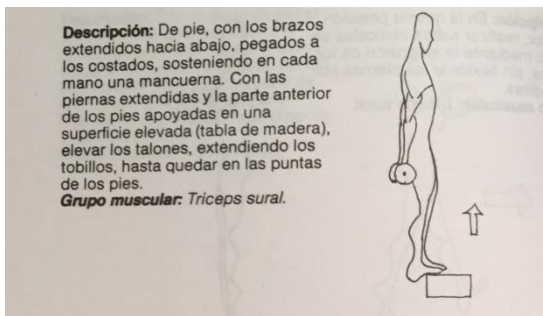 Descripción: De pie, con los brazos
extendidos hacia abajo, pegados a
los costados, sosteniendo en cada
mano una mancuerna. Con las
piernas extendidas y la parte anterior
de los pies apoyadas en una
superficie elevada (tabla de madera),
elevar los talones, extendiendo los
tobillos, hasta quedar en las puntas
de los pies.
Grupo muscular: Triceps sural.